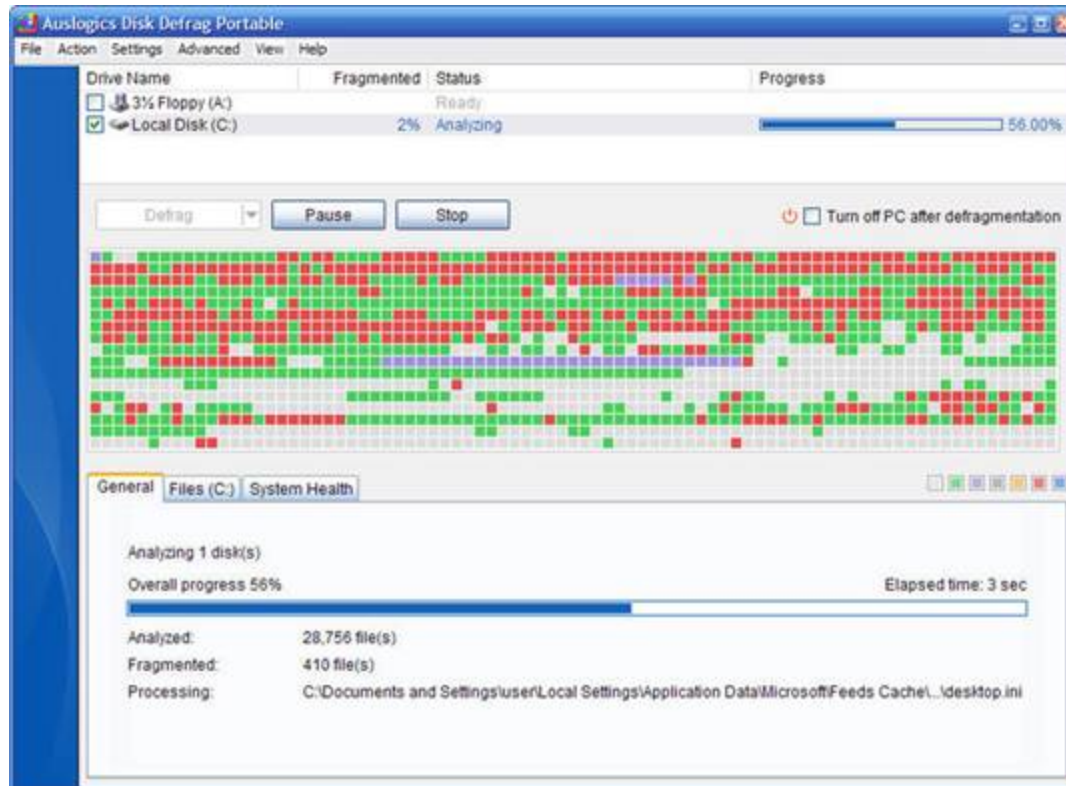 Auslogics Disk Defrag Portable
File Action Settings Advanced View Help
Drive Name Fragmented Status Progress
3½ Floppy (A:) Ready
Local Disk (C:) 2% Analyzing 56.00%
Defrag Pause Stop Turn off PC after defragmentation
General Files (C:) System Health
Analyzing 1 disk(s)
Overall progress 56% Elapsed time: 3 sec
Analyzed: 28,756 file(s)
Fragmented: 410 file(s)
Processing: C:\Documents and Settings\user\Local Settings\Application Data\Microsoft\Feeds Cache\...\desktop.ini